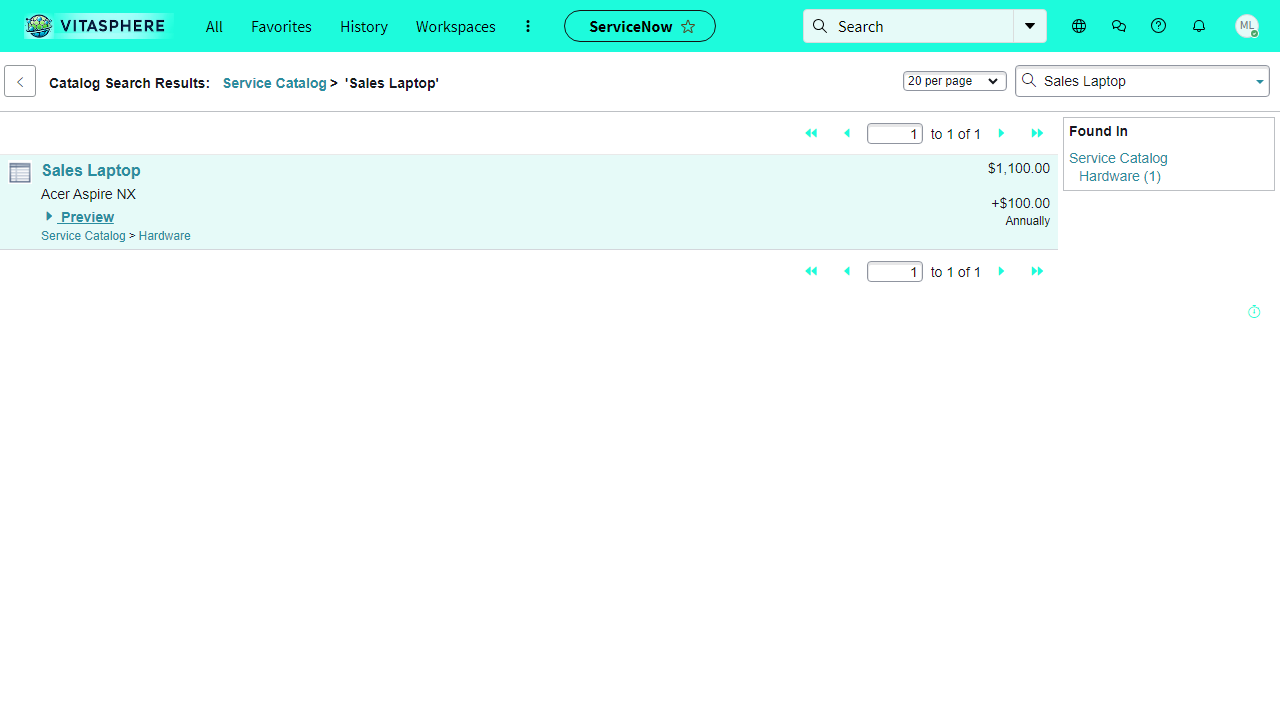 VITASPHERE All Favorites History Workspaces ServiceNow Search ML
Catalog Search Results: Service Catalog > 'Sales Laptop' 20 per page Sales Laptop
1 to 1 of 1
Found In
Service Catalog
Hardware (1)
Sales Laptop $1,100.00
Acer Aspire NX
+$100.00
Preview
Annually
Service Catalog > Hardware
1 to 1 of 1